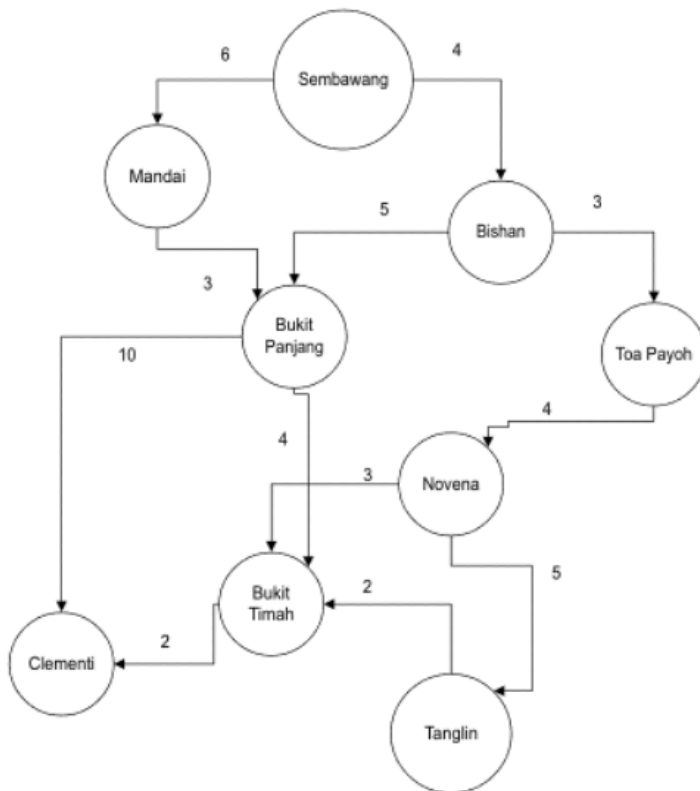 6
4
Sembawang
Mandai
5
3
Bishan
3
Bukit
Panjang
Toa Payoh
10
4
4
3
Novena
5
Bukit
Timah
2
2
Clementi
Tanglin